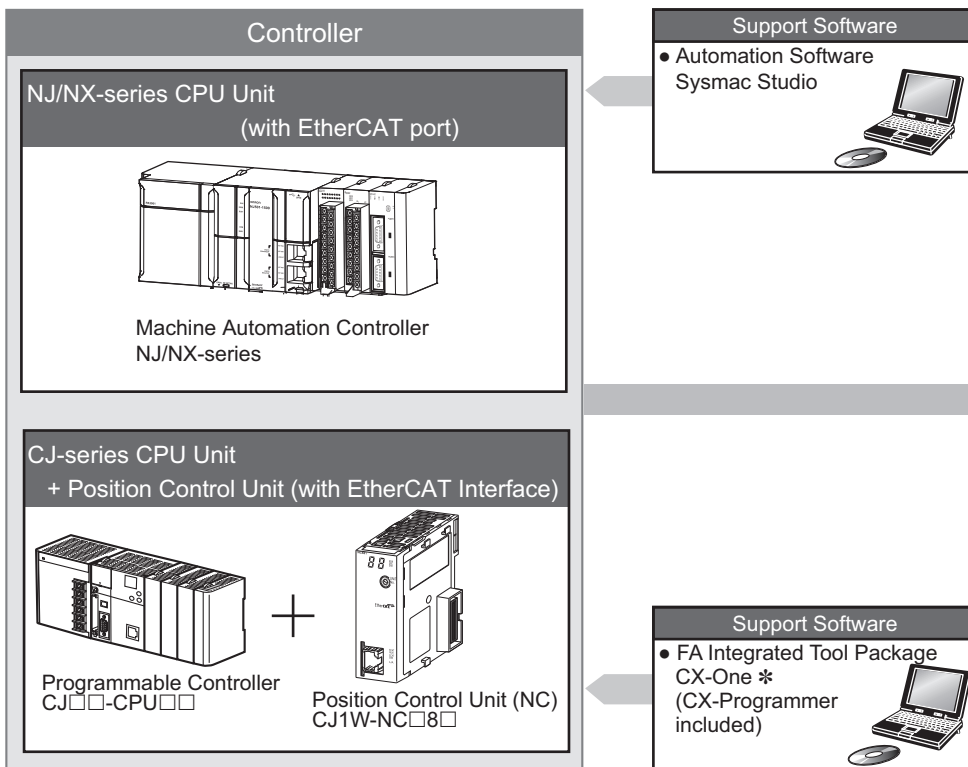 Controller
NJ/NX-series CPU Unit
(with EtherCAT port)
Machine Automation Controller
NJ/NX-series
Support Software
● Automation Software
Sysmac Studio
CJ-series CPU Unit
+ Position Control Unit (with EtherCAT Interface)
Programmable Controller
CJ□□-CPU□□
+
Position Control Unit (NC)
CJ1W-NC□8□
Support Software
● FA Integrated Tool Package
CX-One ✽
(CX-Programmer
included)